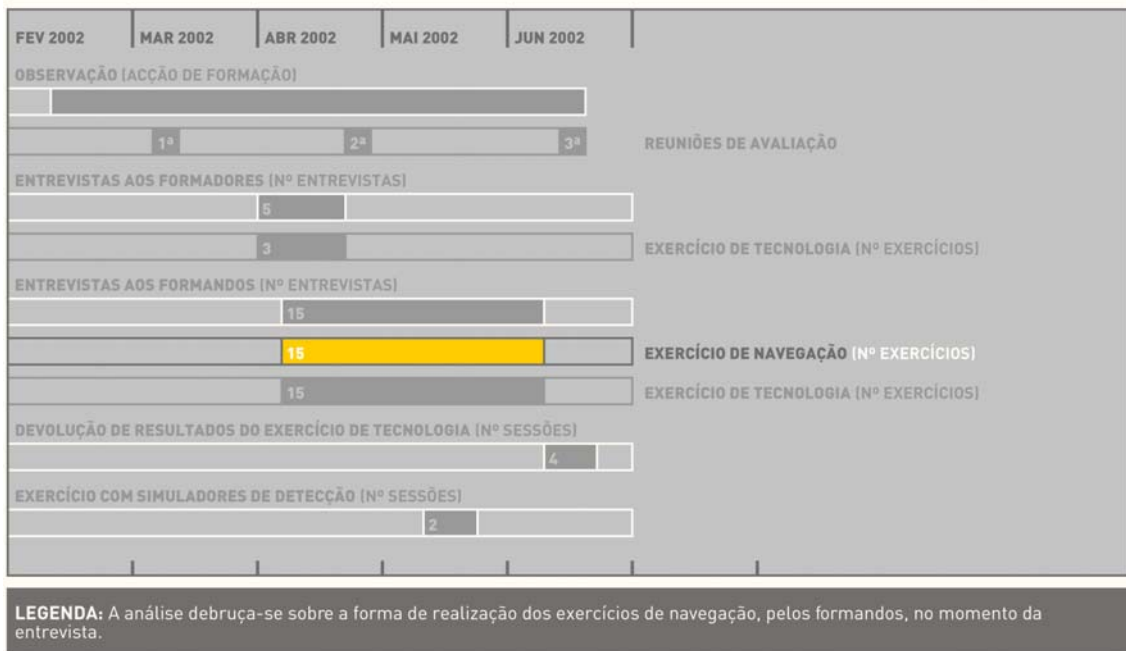 FEV 2002 MAR 2002 ABR 2002 MAI 2002 JUN 2002
OBSERVAÇÃO (ACÇÃO DE FORMAÇÃO)
1ª 2ª 3ª REUNIÕES DE AVALIAÇÃO
ENTREVISTAS AOS FORMADORES (Nº ENTREVISTAS)
5
3 EXERCÍCIO DE TECNOLOGIA (Nº EXERCÍCIOS)
ENTREVISTAS AOS FORMANDOS (Nº ENTREVISTAS)
15
15 EXERCÍCIO DE NAVEGAÇÃO (Nº EXERCÍCIOS)
15 EXERCÍCIO DE TECNOLOGIA (Nº EXERCÍCIOS)
DEVOLUÇÃO DE RESULTADOS DO EXERCÍCIO DE TECNOLOGIA (Nº SESSÕES)
4
EXERCÍCIO COM SIMULADORES DE DETECÇÃO (Nº SESSÕES)
2
LEGENDA: A análise debruça-se sobre a forma de realização dos exercícios de navegação, pelos formandos, no momento da
entrevista.